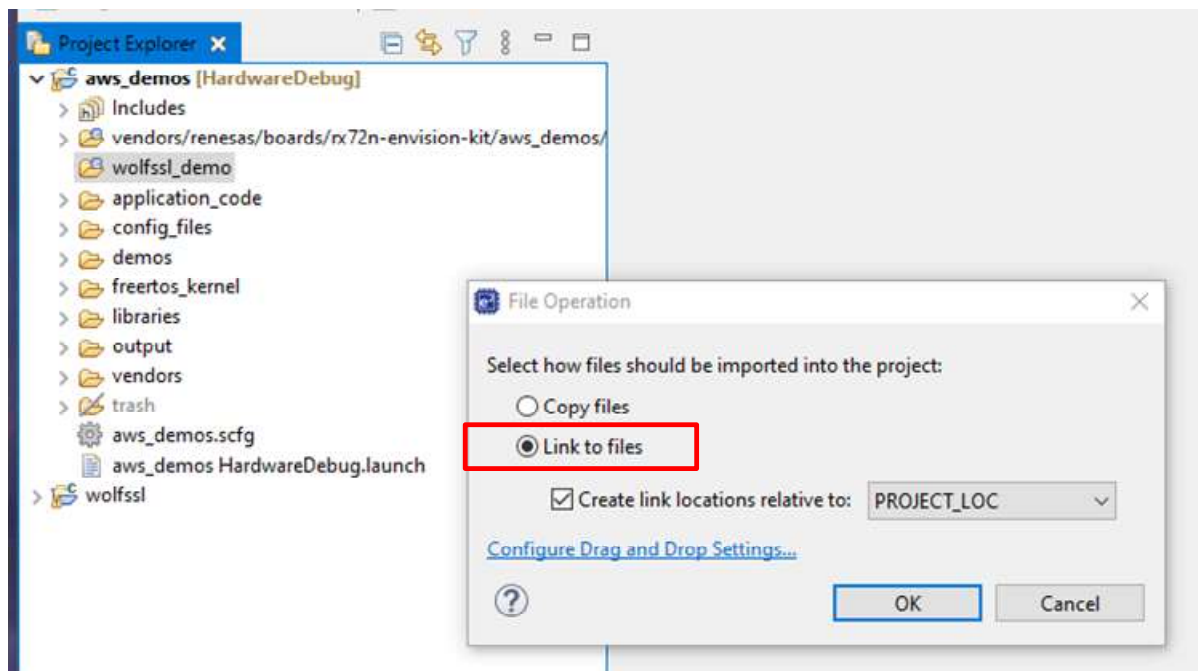 Project Explorer
aws_demos [HardwareDebug]
Includes
vendors/renesas/boards/rx72n-envision-kit/aws_demos/
wolfssl_demo
application_code
config_files
demos
freertos_kernel
libraries
output
vendors
trash
aws_demos.scfg
aws_demos HardwareDebug.launch
wolfssl
File Operation
Select how files should be imported into the project:
Copy files
Link to files
Create link locations relative to: PROJECT_LOC
Configure Drag and Drop Settings...
? OK Cancel